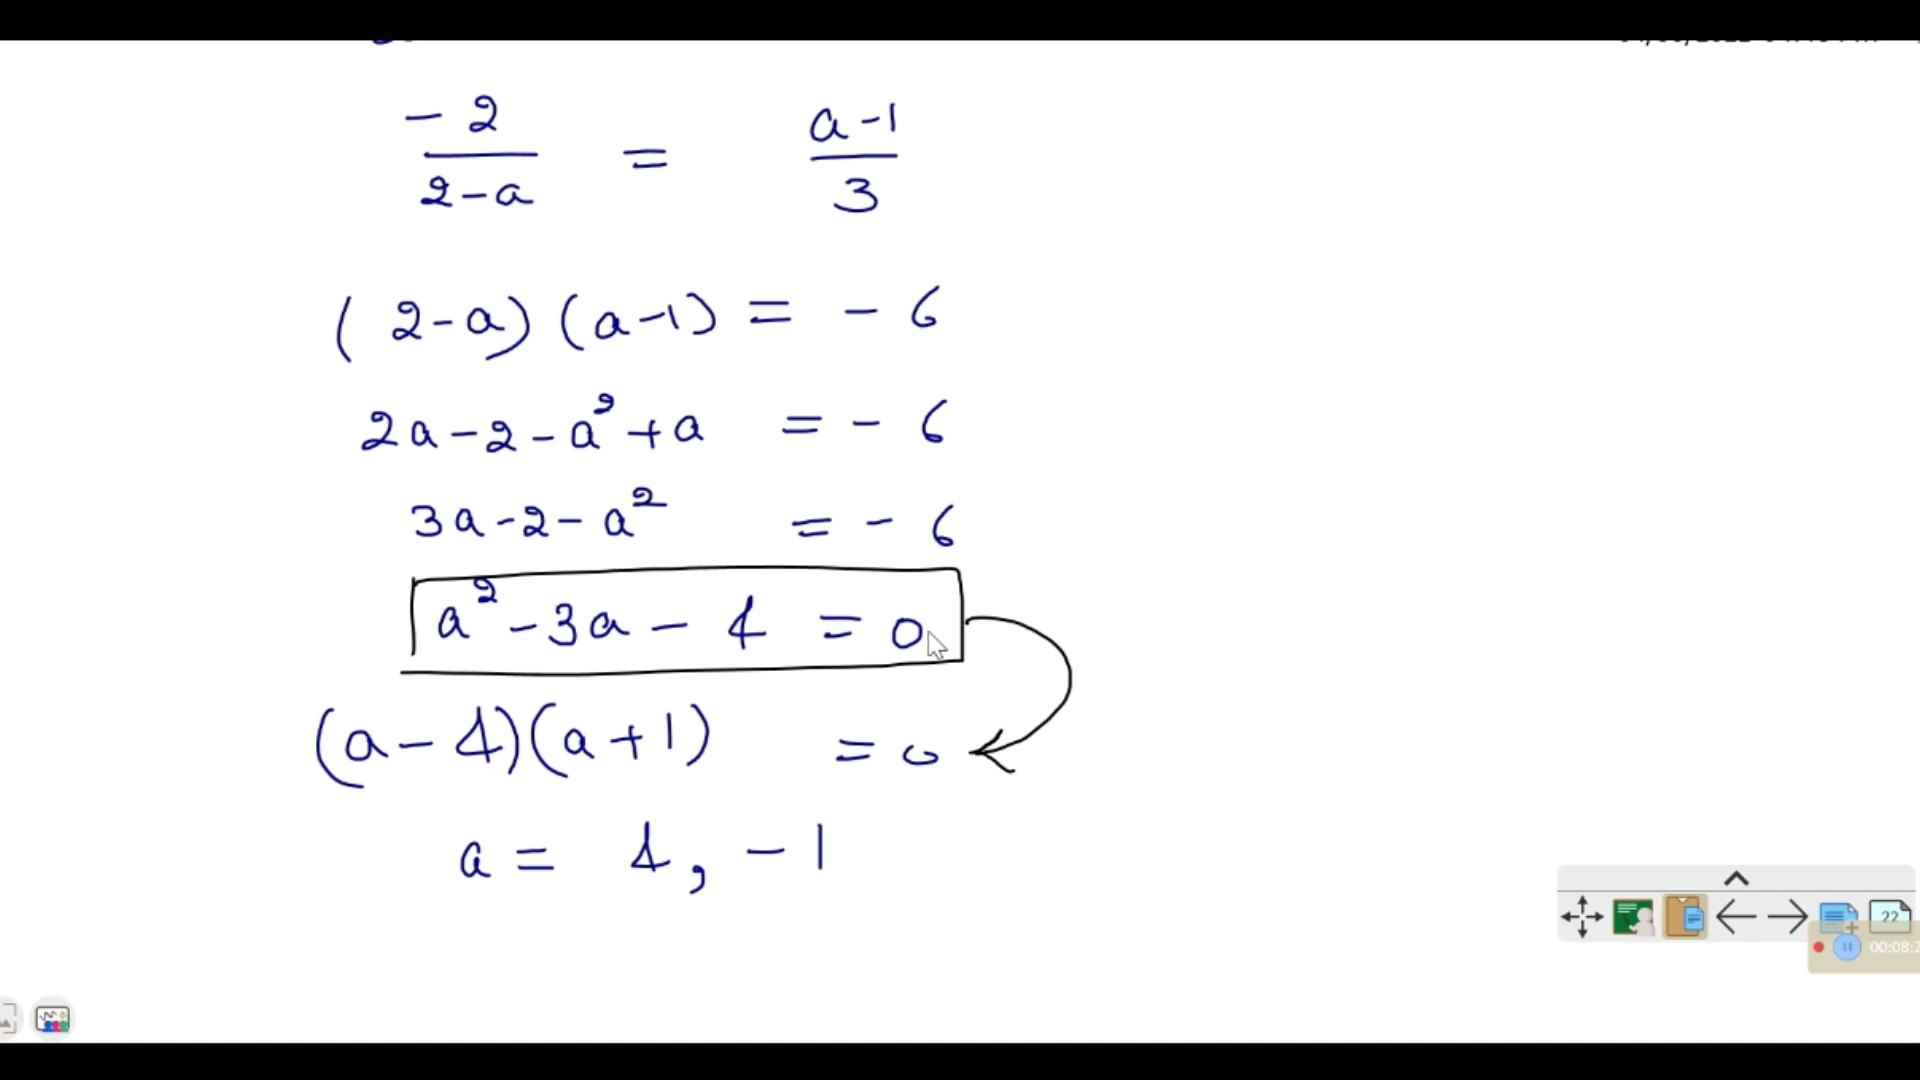 -2/2-a = a-1/3
(2-a)(a-1) = -6
2a-2-a²+a = -6
3a-2-a² = -6
a²-3a-4 = 0
(a-4)(a+1) = 0
a = 4, -1
22